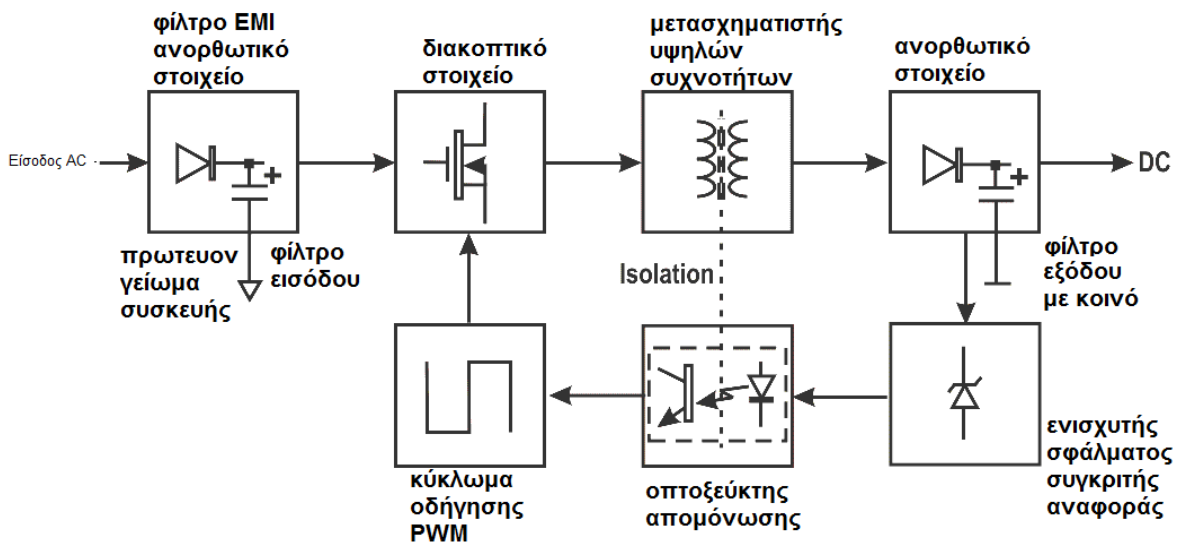 φίλτρο EMI
ανορθωτικό
στοιχείο
διακοπτικό
στοιχείο
μετασχηματιστής
υψηλών
συχνοτήτων
ανορθωτικό
στοιχείο
Είσοδος AC
+
+
DC
πρωτευον
γείωμα
συσκευής
φίλτρο
εισόδου
Isolation
φίλτρο
εξόδου
με κοινό
κύκλωμα
οδήγησης
PWM
οπτοξεύκτης
απομόνωσης
ενισχυτής
σφάλματος
συγκριτής
αναφοράς